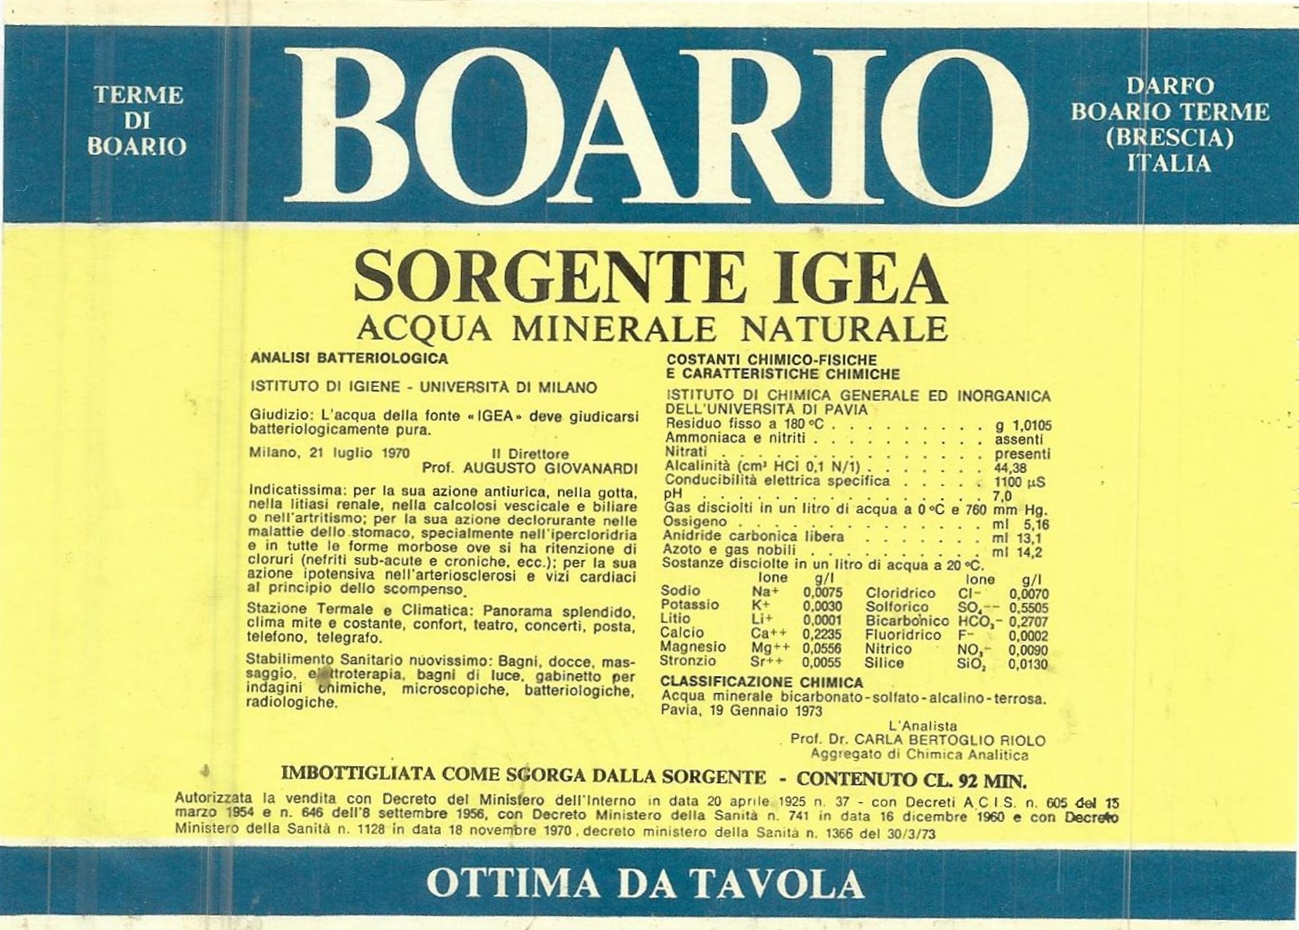 TERME
DI
BOARIO
BOARIO
DARFO
BOARIO TERME
(BRESCIA)
ITALIA
SORGENTE IGEA
ACQUA MINERALE NATURALE
ANALISI BATTERIOLOGICA
ISTITUTO DI IGIENE - UNIVERSITÀ DI MILANO
Giudizio: L'acqua della fonte «IGEA» deve giudicarsi
batteriologicamente pura.
Milano, 21 luglio 1970 Il Direttore
Prof. AUGUSTO GIOVANARDI
Indicatissima: per la sua azione antiurica, nella gotta,
nella litiasi renale, nella calcolosi vescicale e biliare
o nell'artritismo; per la sua azione declorurante nelle
malattie dello stomaco, specialmente nell'ipercloridria
e in tutte le forme morbose ove si ha ritenzione di
cloruri (nefriti sub-acute e croniche, ecc.); per la sua
azione ipotensiva nell'arteriosclerosi e vizi cardiaci
al principio dello scompenso.
Stazione Termale e Climatica: Panorama splendido,
clima mite e costante, confort, teatro, concerti, posta,
telefono, telegrafo.
Stabilimento Sanitario nuovissimo: Bagni, docce, mas-
saggio, elettroterapia, bagni di luce, gabinetto per
indagini chimiche, microscopiche, batteriologiche,
radiologiche.
COSTANTI CHIMICO-FISICHE
E CARATTERISTICHE CHIMICHE
ISTITUTO DI CHIMICA GENERALE ED INORGANICA
DELL'UNIVERSITÀ DI PAVIA
Residuo fisso a 180 ºC . . . . . . . . . . g 1,0105
Ammoniaca e nitriti . . . . . . . . . . . assenti
Nitrati . . . . . . . . . . . . . . . . presenti
Alcalinità (cm³ HCl 0,1 N/1) . . . . . . . 44,38
Conducibilità elettrica specifica . . . . . 1100 µS
pH . . . . . . . . . . . . . . . . . 7,0
Gas disciolti in un litro di acqua a 0 ºC e 760 mm Hg.
Ossigeno . . . . . . . . . . . . . . ml 5,16
Anidride carbonica libera . . . . . . . ml 13,1
Azoto e gas nobili . . . . . . . . . . ml 14,2
Sostanze disciolte in un litro di acqua a 20 ºC.
Ione g/l Ione g/l
Sodio Na+ 0,0075 Cloridrico Cl- 0,0070
Potassio K+ 0,0030 Solforico SO₄-- 0,5505
Litio Li+ 0,0001 Bicarbonico HCO₃- 0,2707
Calcio Ca++ 0,2235 Fluoridrico F- 0,0002
Magnesio Mg++ 0,0556 Nitrico NO₃- 0,0090
Stronzio Sr++ 0,0055 Silice SiO₂ 0,0130
CLASSIFICAZIONE CHIMICA
Acqua minerale bicarbonato-solfato-alcalino-terrosa.
Pavia, 19 Gennaio 1973
L'Analista
Prof. Dr. CARLA BERTOGLIO RIOLO
Aggregato di Chimica Analitica
IMBOTTIGLIATA COME SGORGA DALLA SORGENTE - CONTENUTO CL. 92 MIN.
Autorizzata la vendita con Decreto del Ministero dell'Interno in data 20 aprile 1925 n. 37 - con Decreti A.C.I.S. n. 605 del 15
marzo 1954 e n. 646 dell'8 settembre 1956, con Decreto Ministero della Sanità n. 741 in data 16 dicembre 1960 e con Decreto
Ministero della Sanità n. 1128 in data 18 novembre 1970, decreto ministero della Sanità n. 1366 del 30/3/73
OTTIMA DA TAVOLA